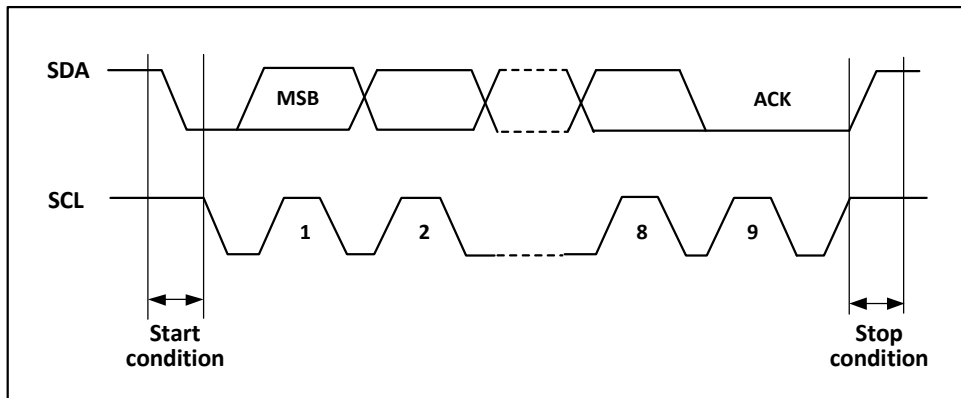 SDA
MSB
ACK
SCL
1
2
8
9
Start
condition
Stop
condition